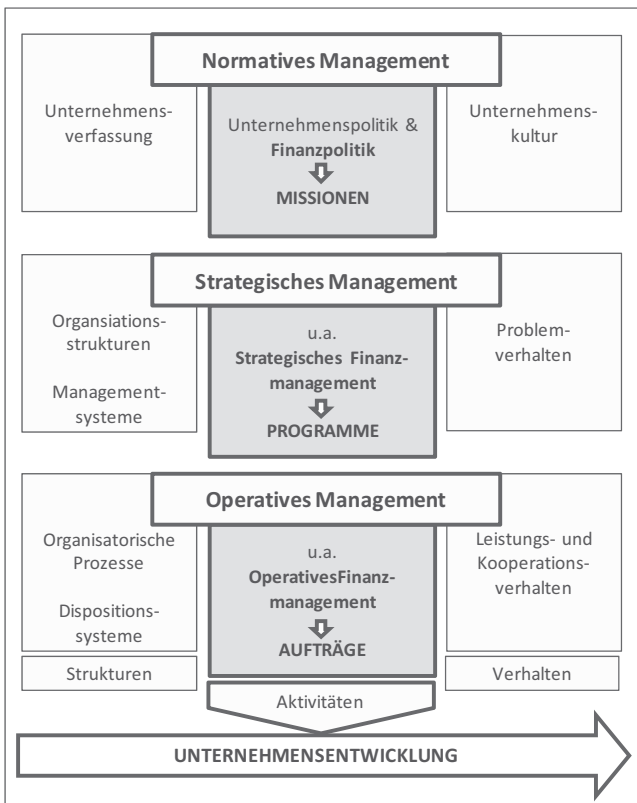 Normatives Management
Unternehmens-
verfassung
Unternehmenspolitik &
Finanzpolitik
MISSIONEN
Unternehmens-
kultur
Strategisches Management
Organsiations-
strukturen
Management-
systeme
u.a.
Strategisches Finanz-
management
PROGRAMME
Problem-
verhalten
Operatives Management
Organisatorische
Prozesse
Dispositions-
systeme
u.a.
OperativesFinanz-
management
AUFTRÄGE
Leistungs- und
Kooperations-
verhalten
Strukturen
Aktivitäten
Verhalten
UNTERNEHMENSENTWICKLUNG